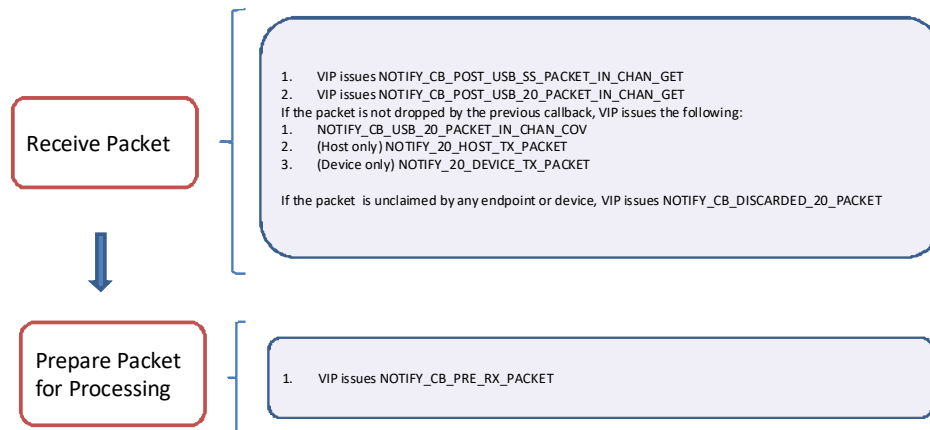 Receive Packet
1. VIP issues NOTIFY_CB_POST_USB_SS_PACKET_IN_CHAN_GET
2. VIP issues NOTIFY_CB_POST_USB_20_PACKET_IN_CHAN_GET
If the packet is not dropped by the previous callback, VIP issues the following:
1. NOTIFY_CB_USB_20_PACKET_IN_CHAN_COV
2. (Host only) NOTIFY_20_HOST_TX_PACKET
3. (Device only) NOTIFY_20_DEVICE_TX_PACKET
If the packet is unclaimed by any endpoint or device, VIP issues NOTIFY_CB_DISCARDED_20_PACKET
Prepare Packet
for Processing
1. VIP issues NOTIFY_CB_PRE_RX_PACKET